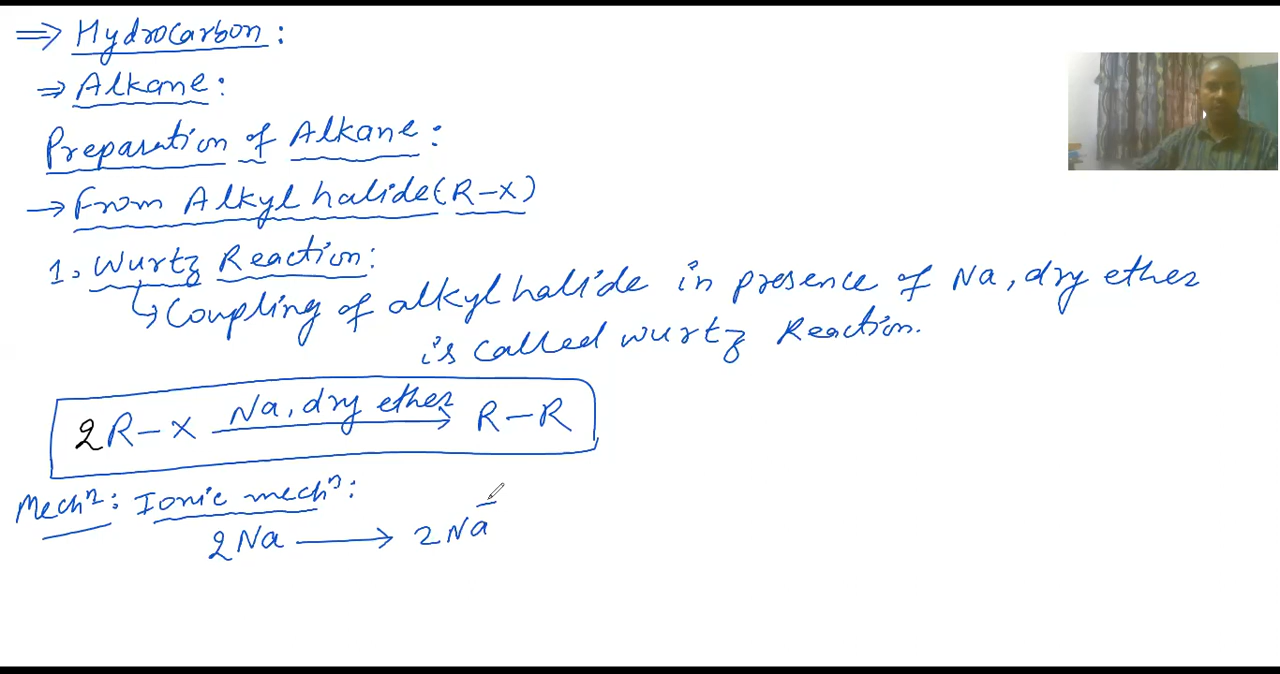 ⇒ Hydrocarbon:
⇒ Alkane:
Preparation of Alkane:
→ From Alkyl halide (R-X)
1. Wurtz Reaction:
↳ Coupling of alkyl halide in presence of Na, dry ether
is called wurtz Reaction.
2R-X Na, dry ether → R-R
Mechⁿ: Ionic mechⁿ:
2Na → 2Na⁻